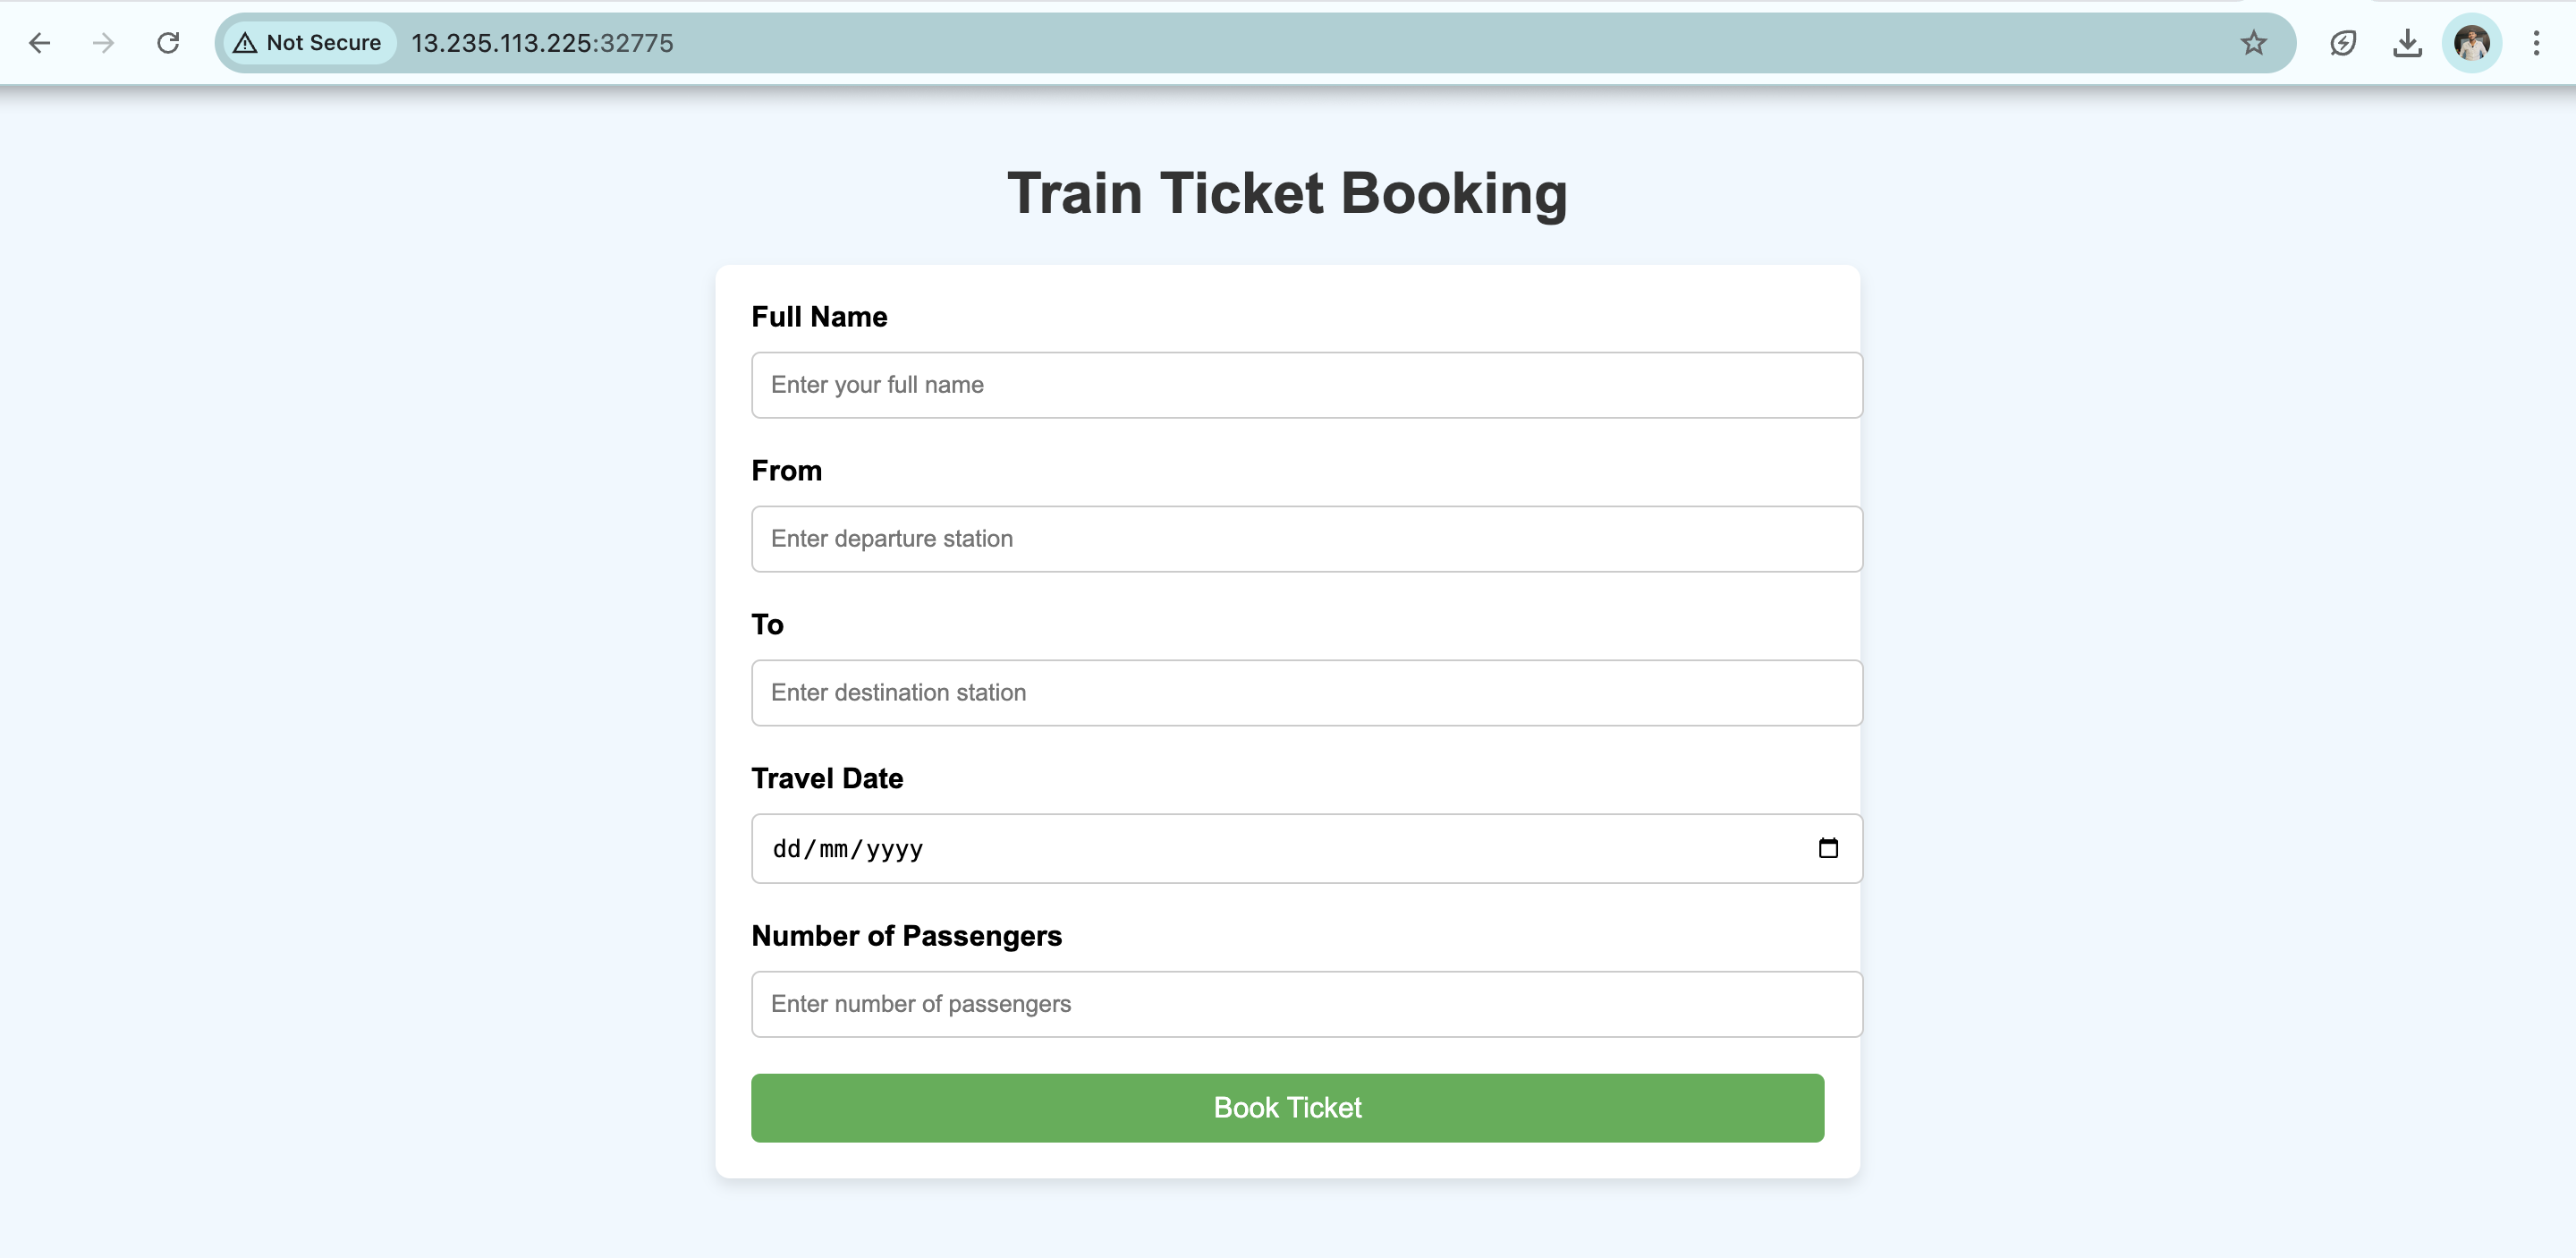 Not Secure 13.235.113.225:32775
Train Ticket Booking
Full Name
Enter your full name
From
Enter departure station
To
Enter destination station
Travel Date
dd/mm/yyyy
Number of Passengers
Enter number of passengers
Book Ticket